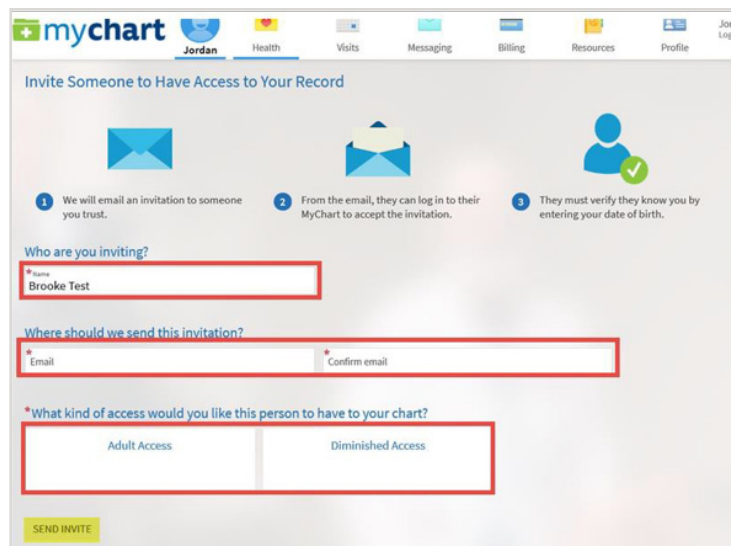 mychart
Jordan
Health
Visits
Messaging
Billing
Resources
Profile
Invite Someone to Have Access to Your Record
1 We will email an invitation to someone
you trust.
2 From the email, they can log in to their
MyChart to accept the invitation.
3 They must verify they know you by
entering your date of birth.
Who are you inviting?
*Name
Brooke Test
Where should we send this invitation?
*Email
*Confirm email
*What kind of access would you like this person to have to your chart?
Adult Access
Diminished Access
SEND INVITE